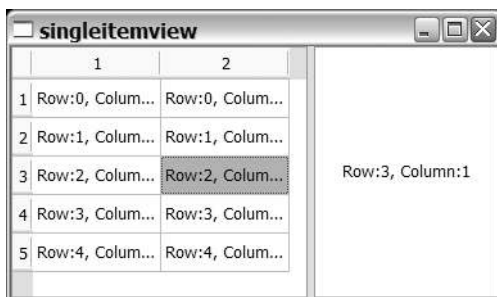 singleitemview
1 2
1 Row:0, Colum... Row:0, Colum...
2 Row:1, Colum... Row:1, Colum...
3 Row:2, Colum... Row:2, Colum...
4 Row:3, Colum... Row:3, Colum...
5 Row:4, Colum... Row:4, Colum...
Row:3, Column:1